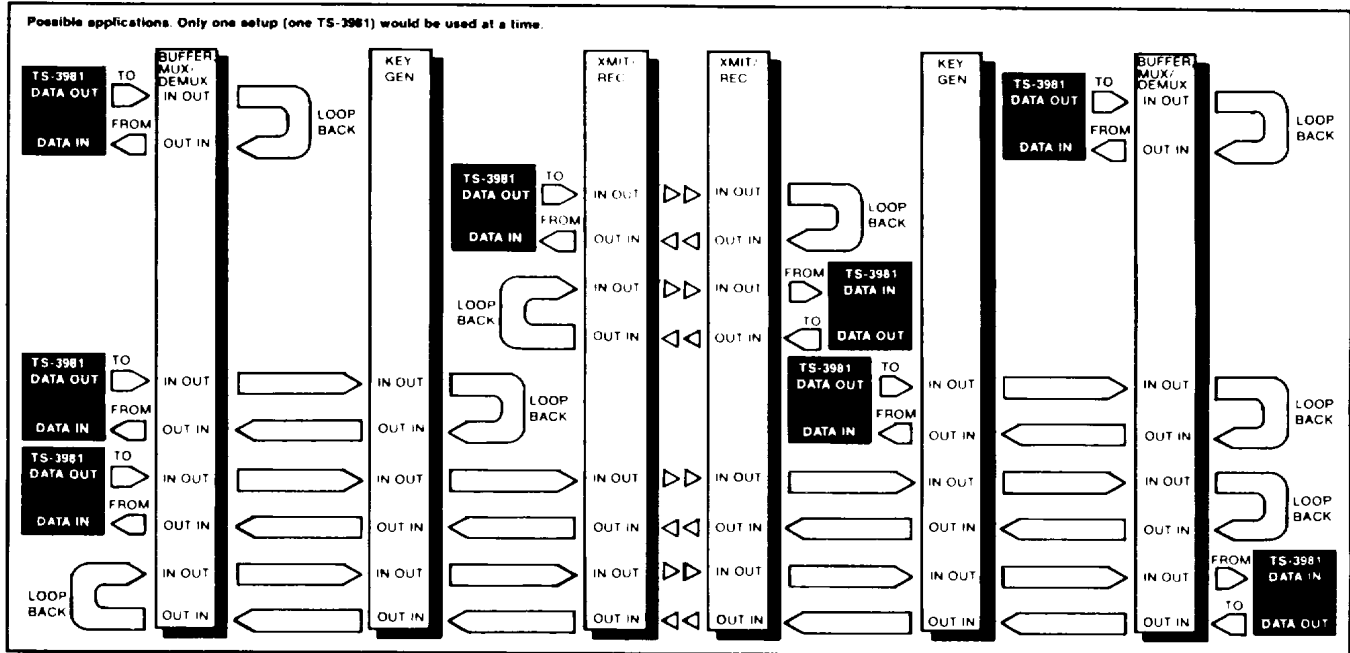 Possible applications. Only one setup (one TS-3981) would be used at a time.
BUFFER MUX/ DEMUX
KEY GEN
XMIT/ REC
XMIT/ REC
KEY GEN
BUFFER MUX/ DEMUX
TS-3981
DATA OUT
DATA IN
TO
FROM
IN OUT
OUT IN
LOOP
BACK
TS-3981
DATA OUT
DATA IN
TO
FROM
IN OUT
OUT IN
LOOP
BACK
TS-3981
DATA OUT
DATA IN
TO
FROM
IN OUT
OUT IN
IN OUT
OUT IN
LOOP
BACK
LOOP
BACK
IN OUT
OUT IN
IN OUT
OUT IN
FROM
TO
TS-3981
DATA IN
DATA OUT
TS-3981
DATA OUT
DATA IN
TO
FROM
IN OUT
OUT IN
IN OUT
OUT IN
LOOP
BACK
TS-3981
DATA OUT
DATA IN
TO
FROM
IN OUT
OUT IN
IN OUT
OUT IN
LOOP
BACK
TS-3981
DATA OUT
DATA IN
TO
FROM
IN OUT
OUT IN
IN OUT
OUT IN
IN OUT
OUT IN
IN OUT
OUT IN
IN OUT
OUT IN
IN OUT
OUT IN
LOOP
BACK
LOOP
BACK
IN OUT
OUT IN
IN OUT
OUT IN
IN OUT
OUT IN
IN OUT
OUT IN
IN OUT
OUT IN
IN OUT
OUT IN
FROM
TO
TS-3981
DATA IN
DATA OUT